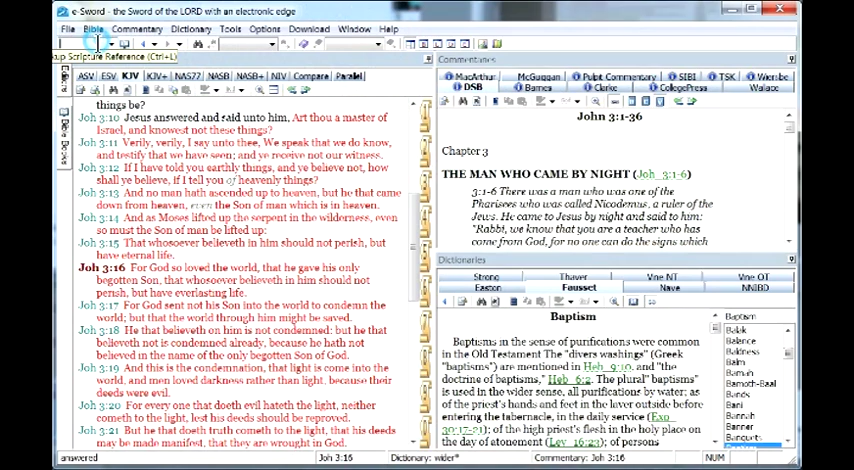 e-Sword - the Sword of the LORD with an electronic edge
File Bible Commentary Dictionary Tools Options Download Window Help
kup Scripture Reference (Ctrl+L)
Bible Books
ASV ESV KJV KJV+ NAS77 NASB NASB+ NIV Compare Parallel
things be?
Joh 3:10 Jesus answered and said unto him, Art thou a master of
Israel, and knowest not these things?
Joh 3:11 Verily, verily, I say unto thee, We speak that we do know,
and testify that we have seen; and ye receive not our witness.
Joh 3:12 If I have told you earthly things, and ye believe not, how
shall ye believe, if I tell you of heavenly things?
Joh 3:13 And no man hath ascended up to heaven, but he that came
down from heaven, even the Son of man which is in heaven.
Joh 3:14 And as Moses lifted up the serpent in the wilderness, even
so must the Son of man be lifted up:
Joh 3:15 That whosoever believeth in him should not perish, but
have eternal life.
Joh 3:16 For God so loved the world, that he gave his only
begotten Son, that whosoever believeth in him should not
perish, but have everlasting life.
Joh 3:17 For God sent not his Son into the world to condemn the
world; but that the world through him might be saved.
Joh 3:18 He that believeth on him is not condemned: but he that
believeth not is condemned already, because he hath not
believed in the name of the only begotten Son of God.
Joh 3:19 And this is the condemnation, that light is come into the
world, and men loved darkness rather than light, because their
deeds were evil.
Joh 3:20 For every one that doeth evil hateth the light, neither
cometh to the light, lest his deeds should be reproved.
Joh 3:21 But he that doeth truth cometh to the light, that his deeds
may be made manifest, that they are wrought in God.
Commentaries
MacArthur McGuggan Pulpit Commentary SIBI TSK Wiersbe
DSB Barnes Clarke CollegePress Wallace
John 3:1-36
Chapter 3
THE MAN WHO CAME BY NIGHT (Joh_3:1-6)
3:1-6 There was a man who was one of the
Pharisees who was called Nicodemus, a ruler of the
Jews. He came to Jesus by night and said to him:
"Rabbi, we know that you are a teacher who has
come from God, for no one can do the signs which
Dictionaries
Strong Thayer Vine NT Vine OT
Easton Fausset Nave NNIBD
Baptism
Baptisms in the sense of purifications were common
in the Old Testament The "divers washings" (Greek
"baptisms") are mentioned in Heb_9:10, and "the
doctrine of baptisms," Heb_6:2. The plural" baptisms"
is used in the wider sense, all purifications by water; as
of the priest's hands and feet in the laver outside before
entering the tabernacle, in the daily service (Exo_
30:17-21); of the high priest's flesh in the holy place on
the day of atonement (Lev_16:23); of persons
Baptism
Balak
Balance
Baldness
Balm
Bamah
Bamoth-Baal
Bands
Bani
Banner
Banquets
answered Joh 3:16 Dictionary: wider* Commentary: Joh 3:16 NUM